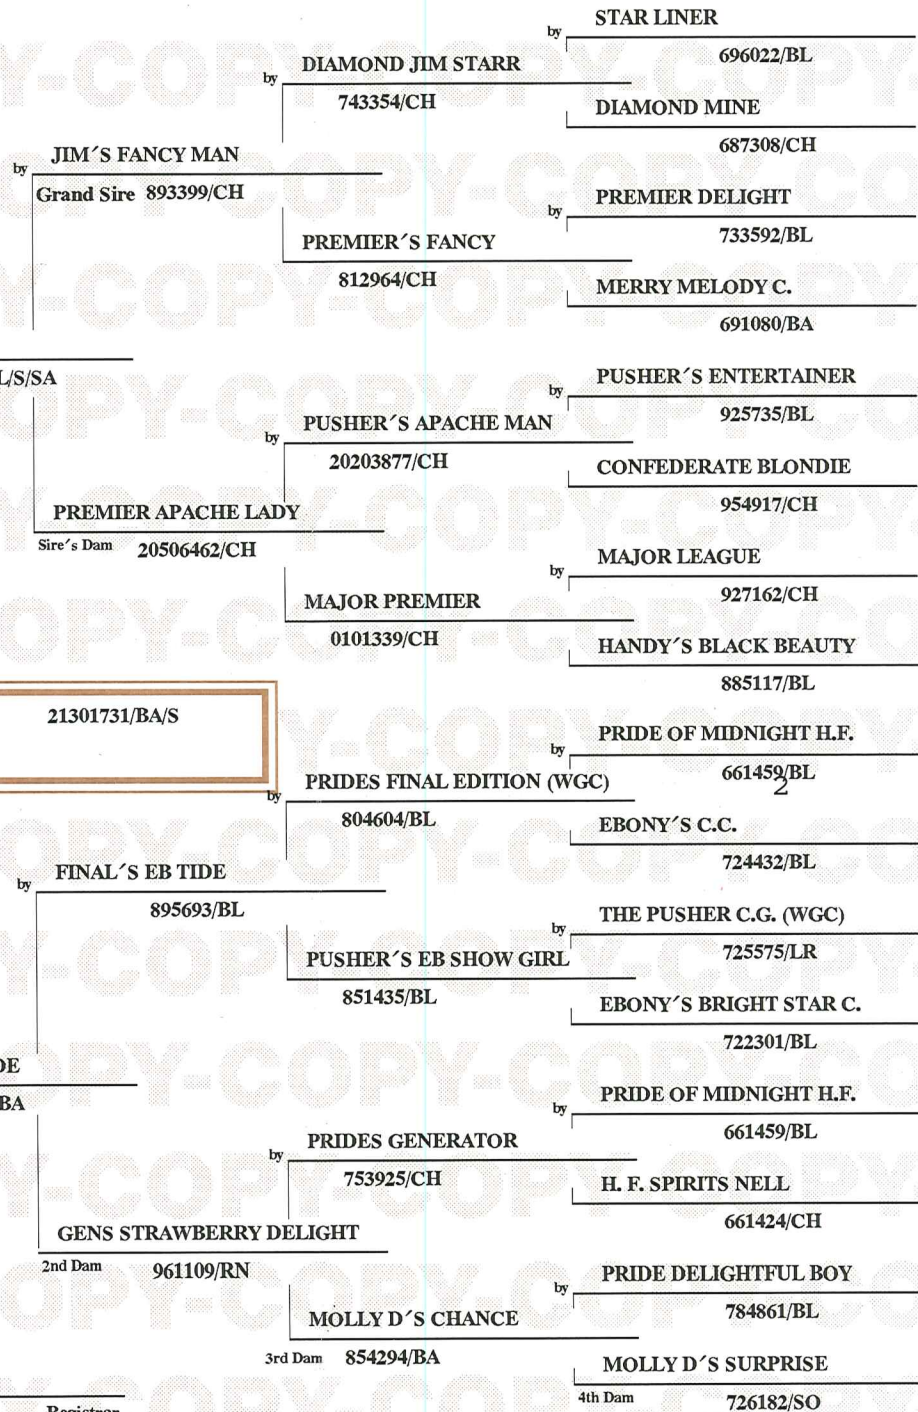 STAR LINER
by
696022/BL
DIAMOND JIM STARR
by
743354/CH
DIAMOND MINE
687308/CH
JIM´S FANCY MAN
by
Grand Sire 893399/CH
PREMIER DELIGHT
by
733592/BL
PREMIER´S FANCY
812964/CH
MERRY MELODY C.
691080/BA
L/S/SA
PUSHER´S ENTERTAINER
by
925735/BL
PUSHER´S APACHE MAN
by
20203877/CH
CONFEDERATE BLONDIE
954917/CH
PREMIER APACHE LADY
Sire´s Dam 20506462/CH
MAJOR LEAGUE
by
927162/CH
MAJOR PREMIER
0101339/CH
HANDY´S BLACK BEAUTY
885117/BL
21301731/BA/S
PRIDE OF MIDNIGHT H.F.
by
661459/BL
2
PRIDES FINAL EDITION (WGC)
by
804604/BL
EBONY´S C.C.
724432/BL
FINAL´S EB TIDE
by
895693/BL
THE PUSHER C.G. (WGC)
by
725575/LR
PUSHER´S EB SHOW GIRL
851435/BL
EBONY´S BRIGHT STAR C.
722301/BL
DE
BA
PRIDE OF MIDNIGHT H.F.
by
661459/BL
PRIDES GENERATOR
by
753925/CH
H. F. SPIRITS NELL
661424/CH
GENS STRAWBERRY DELIGHT
2nd Dam 961109/RN
PRIDE DELIGHTFUL BOY
by
784861/BL
MOLLY D´S CHANCE
3rd Dam 854294/BA
MOLLY D´S SURPRISE
4th Dam 726182/SO
Registrar